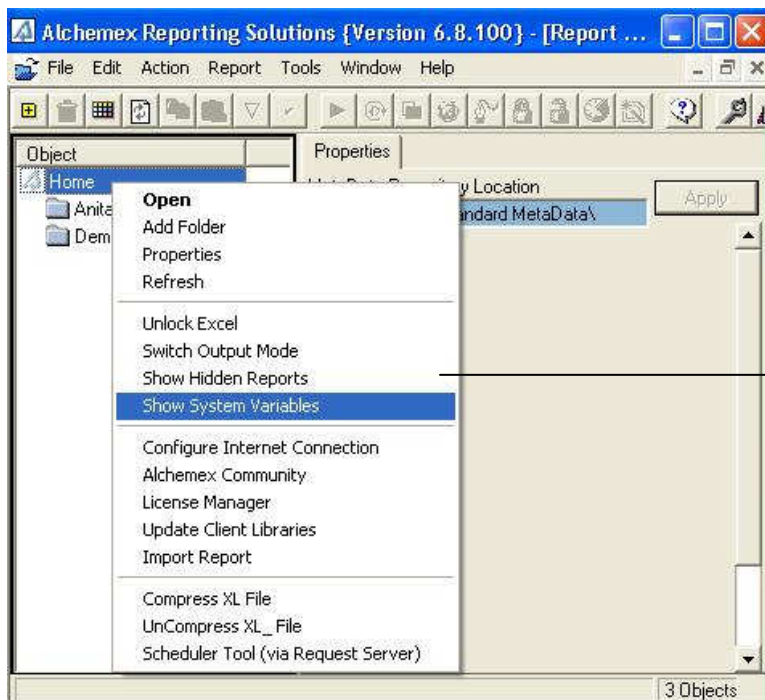 Alchemex Reporting Solutions {Version 6.8.100} - [Report ...
File Edit Action Report Tools Window Help
Object
Properties
Home
y Location
Apply
Anita
ndard MetaData\
Dem
Open
Add Folder
Properties
Refresh
Unlock Excel
Switch Output Mode
Show Hidden Reports
Show System Variables
Configure Internet Connection
Alchemex Community
License Manager
Update Client Libraries
Import Report
Compress XL File
UnCompress XL_ File
Scheduler Tool (via Request Server)
3 Objects